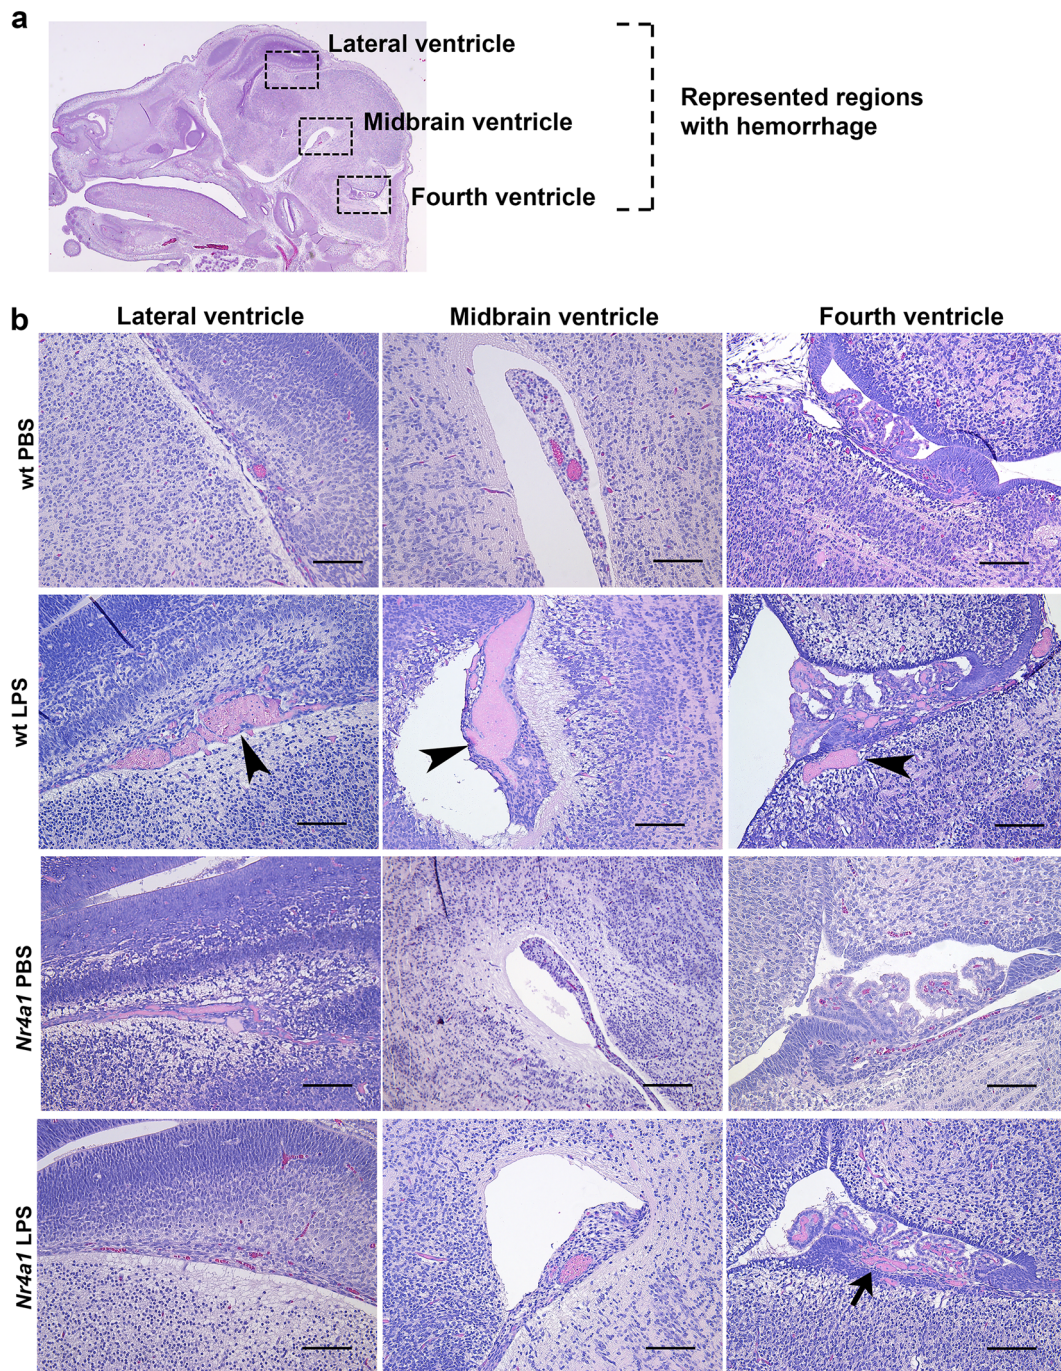 a
Lateral ventricle
Midbrain ventricle
Fourth ventricle
Represented regions
with hemorrhage
b
Lateral ventricle
Midbrain ventricle
Fourth ventricle
wt PBS
wt LPS
Nr4a1 PBS
Nr4a1 LPS